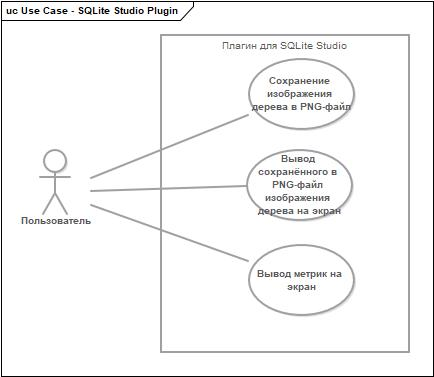 uc Use Case - SQLite Studio Plugin
Плагин для SQLite Studio
Сохранение
изображения
дерева в PNG-файл
Вывод
сохранённого в
PNG-файл
изображения
дерева на экран
Пользователь
Вывод метрик на
экран